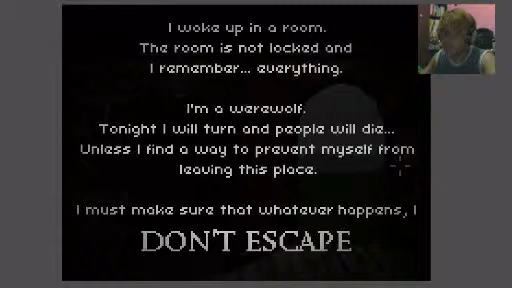 I woke up in a room.
The room is not locked and
I remember... everything.
I'm a werewolf.
Tonight I will turn and people will die...
Unless I find a way to prevent myself from
leaving this place.
I must make sure that whatever happens, I
DON'T ESCAPE